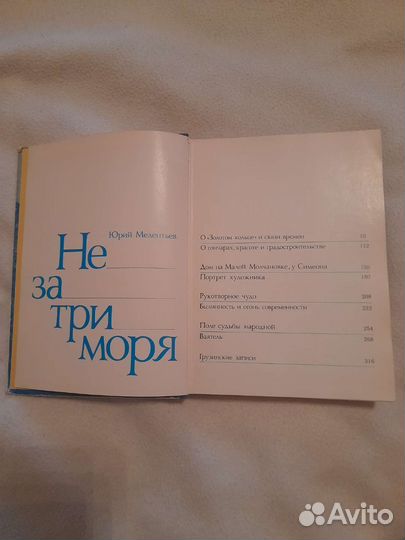 Юрий Мелентьев
Не
за
три
моря
О «Золотом кольце» и связи времен 10
О гончарах, красоте и градостроительстве 112
Дом на Малой Молчановке, у Симеона
Портрет художника 180
Рукотворное чудо 208
Былинность и огонь современности 232
Поле судьбы народной 254
Ваятель 268
Грузинские записи 316
Avito